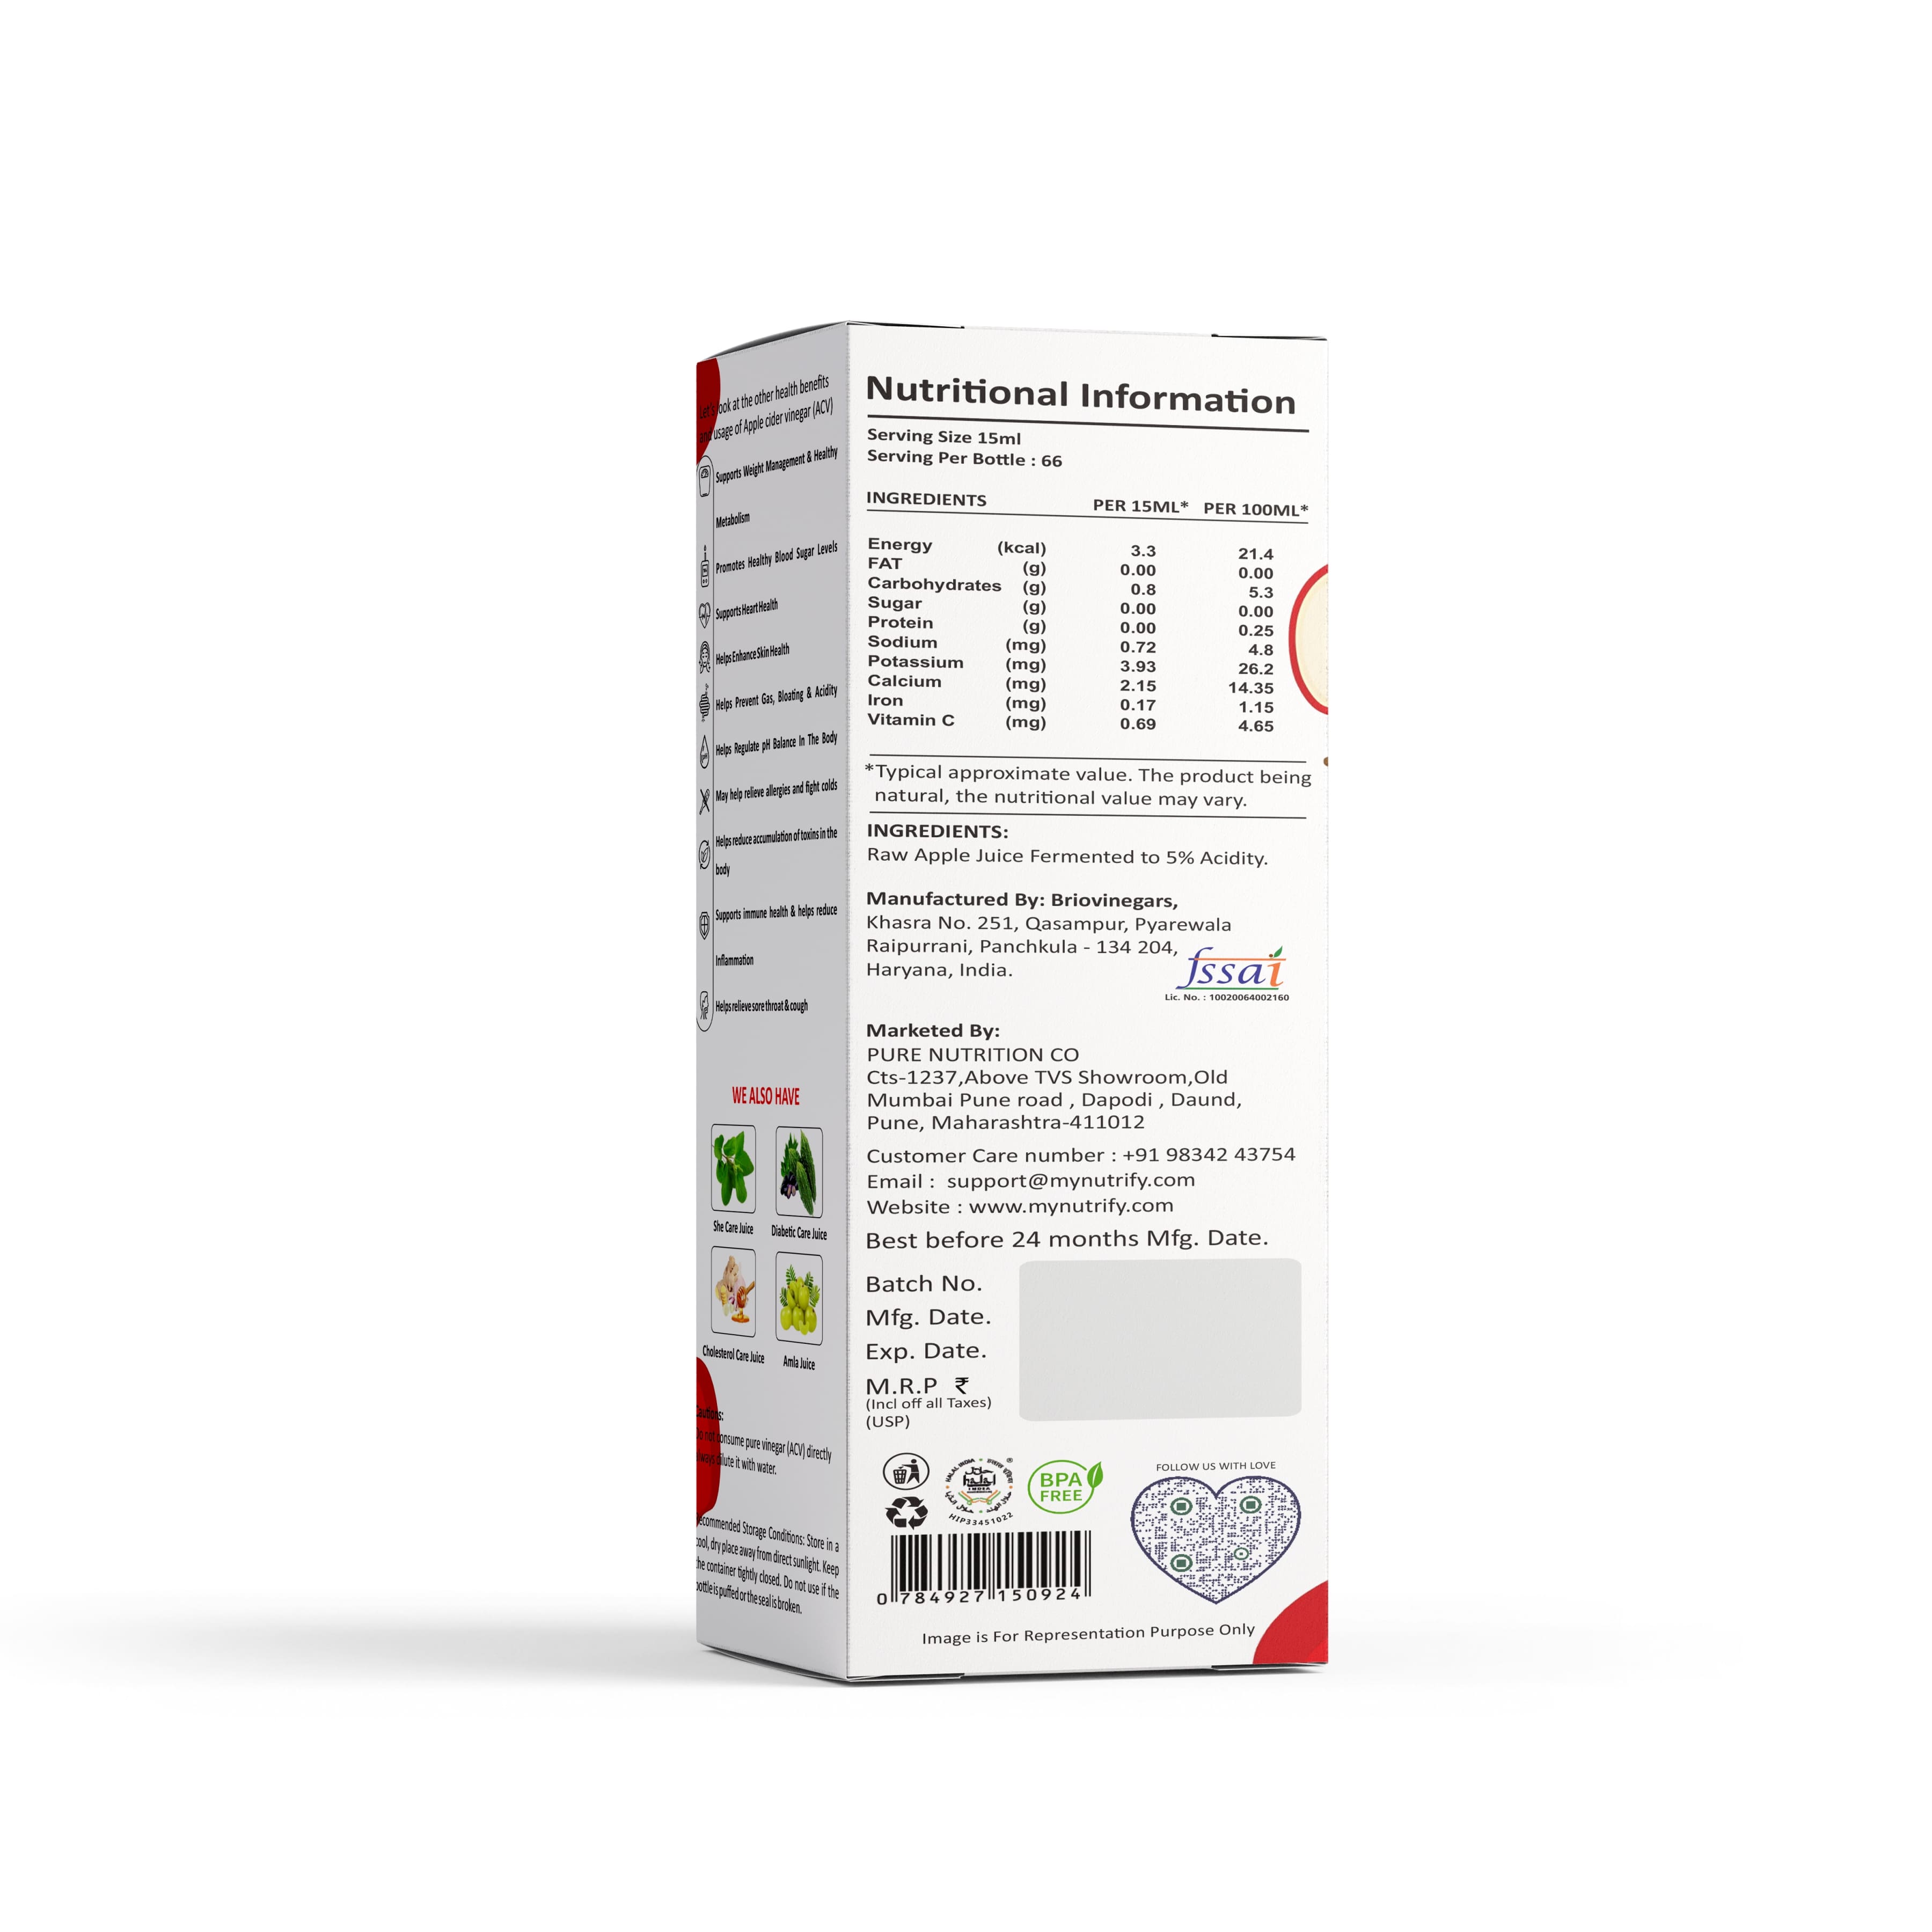 Let's look at the other health benefits
and usage of Apple cider vinegar (ACV)
Supports Weight Management & Healthy
Metabolism
Promotes Healthy Blood Sugar Levels
Supports Heart Health
Helps Enhance Skin Health
Helps Prevent Gas, Bloating & Acidity
Helps Regulate pH Balance In The Body
May help relieve allergies and fight colds
Helps reduce accumulation of toxins in the
body
Supports immune health & helps reduce
Inflammation
Helps relieve sore throat & cough
WE ALSO HAVE
She Care Juice Diabetic Care Juice
Cholesterol Care Juice Amla Juice
Cautions:
Do not consume pure vinegar (ACV) directly
always dilute it with water.
Recommended Storage Conditions: Store in a
cool, dry place away from direct sunlight. Keep
the container tightly closed. Do not use if the
bottle is puffed or the seal is broken.
Nutritional Information
Serving Size 15ml
Serving Per Bottle : 66
INGREDIENTS PER 15ML* PER 100ML*
Energy (kcal) 3.3 21.4
FAT (g) 0.00 0.00
Carbohydrates (g) 0.8 5.3
Sugar (g) 0.00 0.00
Protein (g) 0.00 0.25
Sodium (mg) 0.72 4.8
Potassium (mg) 3.93 26.2
Calcium (mg) 2.15 14.35
Iron (mg) 0.17 1.15
Vitamin C (mg) 0.69 4.65
*Typical approximate value. The product being
natural, the nutritional value may vary.
INGREDIENTS:
Raw Apple Juice Fermented to 5% Acidity.
Manufactured By: Briovinegars,
Khasra No. 251, Qasampur, Pyarewala
Raipurrani, Panchkula - 134 204,
Haryana, India.
fssai
Lic. No. : 10020064002160
Marketed By:
PURE NUTRITION CO
Cts-1237,Above TVS Showroom,Old
Mumbai Pune road , Dapodi , Daund,
Pune, Maharashtra-411012
Customer Care number : +91 98342 43754
Email : support@mynutrify.com
Website : www.mynutrify.com
Best before 24 months Mfg. Date.
Batch No.
Mfg. Date.
Exp. Date.
M.R.P ₹
(Incl off all Taxes)
(USP)
HALAL INDIA
halal
INDIA
HIP33451022
BPA
FREE
FOLLOW US WITH LOVE
0 784927 150924
Image is For Representation Purpose Only